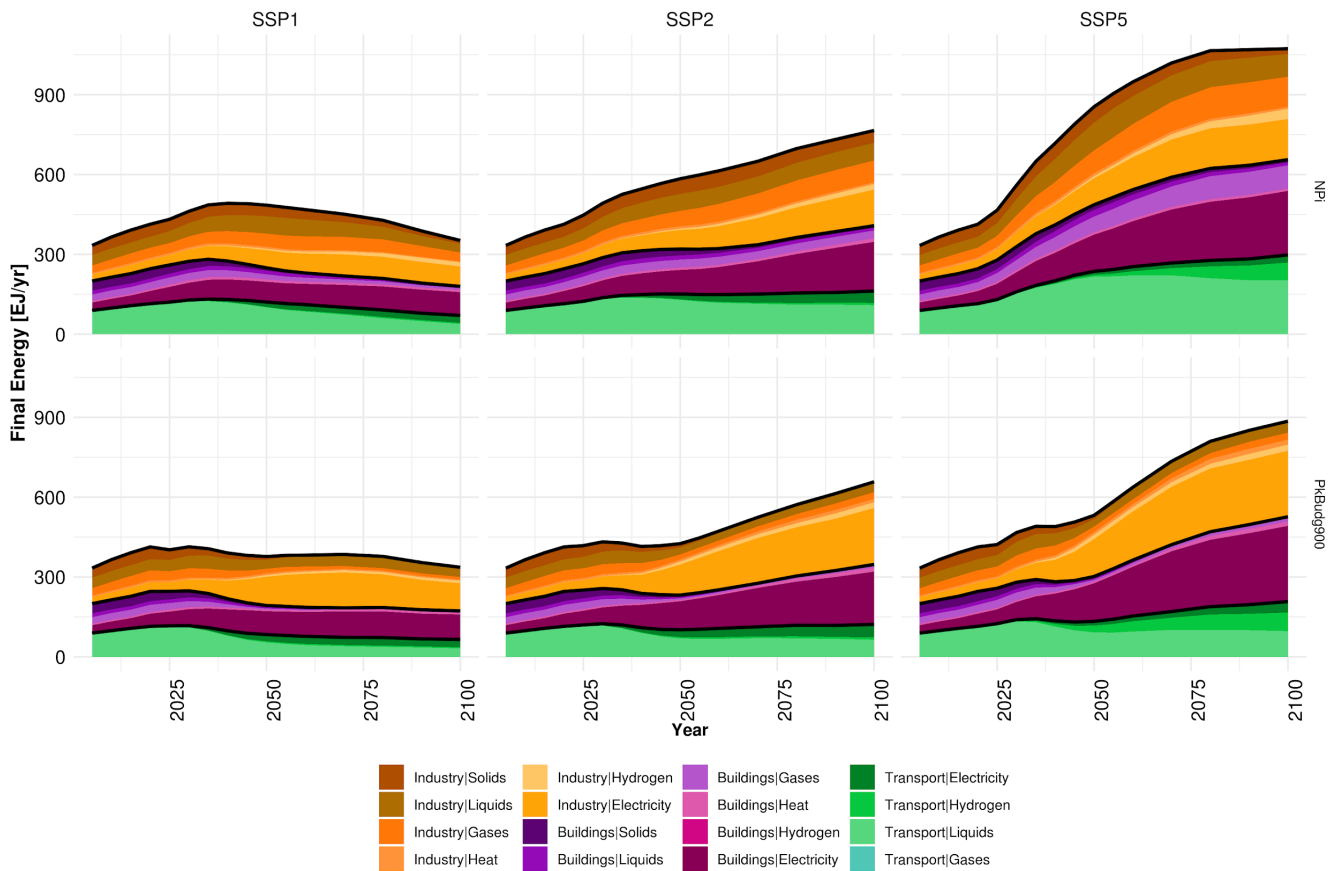 SSP1 SSP2 SSP5
Final Energy [EJ/yr]
900
600
300
0
NPi
900
600
300
0
PkBudg900
2025 2050 2075 2100 2025 2050 2075 2100 2025 2050 2075 2100
Year
Industry|Solids Industry|Hydrogen Buildings|Gases Transport|Electricity
Industry|Liquids Industry|Electricity Buildings|Heat Transport|Hydrogen
Industry|Gases Buildings|Solids Buildings|Hydrogen Transport|Liquids
Industry|Heat Buildings|Liquids Buildings|Electricity Transport|Gases